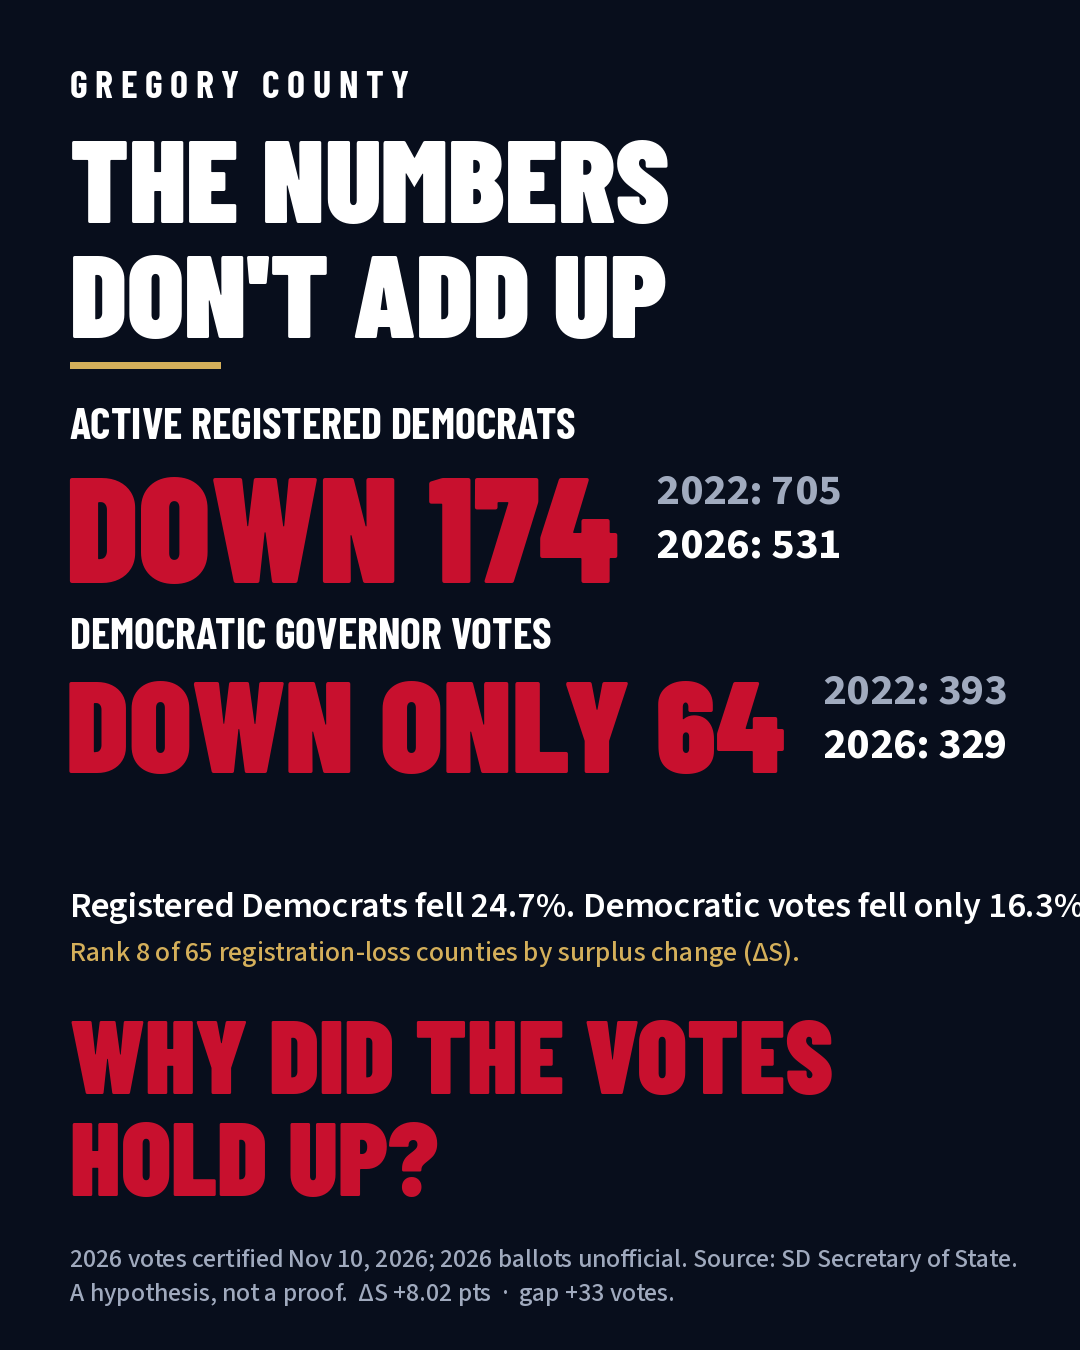 GREGORY COUNTY
THE NUMBERS
DON'T ADD UP
ACTIVE REGISTERED DEMOCRATS
DOWN 174
2022: 705
2026: 531
DEMOCRATIC GOVERNOR VOTES
DOWN ONLY 64
2022: 393
2026: 329
Registered Democrats fell 24.7%. Democratic votes fell only 16.3%
Rank 8 of 65 registration-loss counties by surplus change (ΔS).
WHY DID THE VOTES
HOLD UP?
2026 votes certified Nov 10, 2026; 2026 ballots unofficial. Source: SD Secretary of State.
A hypothesis, not a proof. ΔS +8.02 pts · gap +33 votes.